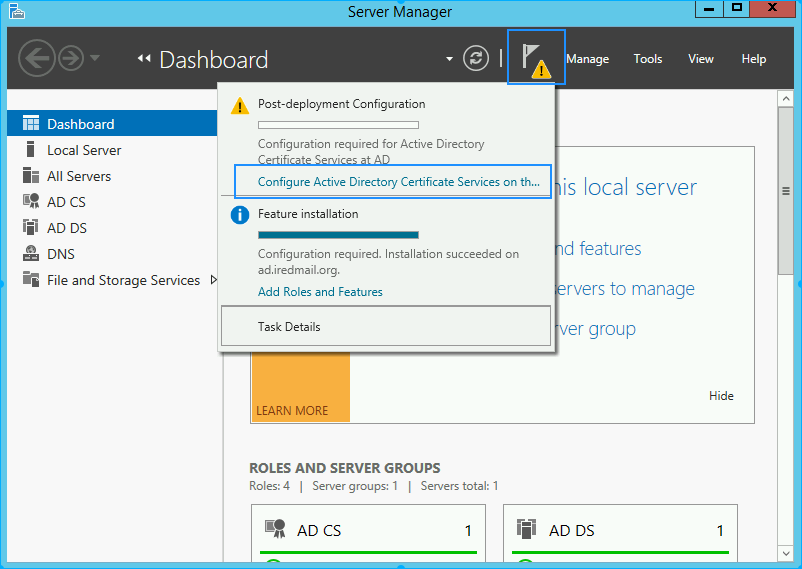 Server Manager
Dashboard
Manage Tools View Help
Post-deployment Configuration
Configuration required for Active Directory
Certificate Services at AD
Configure Active Directory Certificate Services on th...
Feature installation
Configuration required. Installation succeeded on
ad.iredmail.org.
Add Roles and Features
Task Details
Dashboard
Local Server
All Servers
AD CS
AD DS
DNS
File and Storage Services
his local server
nd features
ervers to manage
ver group
LEARN MORE
Hide
ROLES AND SERVER GROUPS
Roles: 4 | Server groups: 1 | Servers total: 1
AD CS 1
AD DS 1